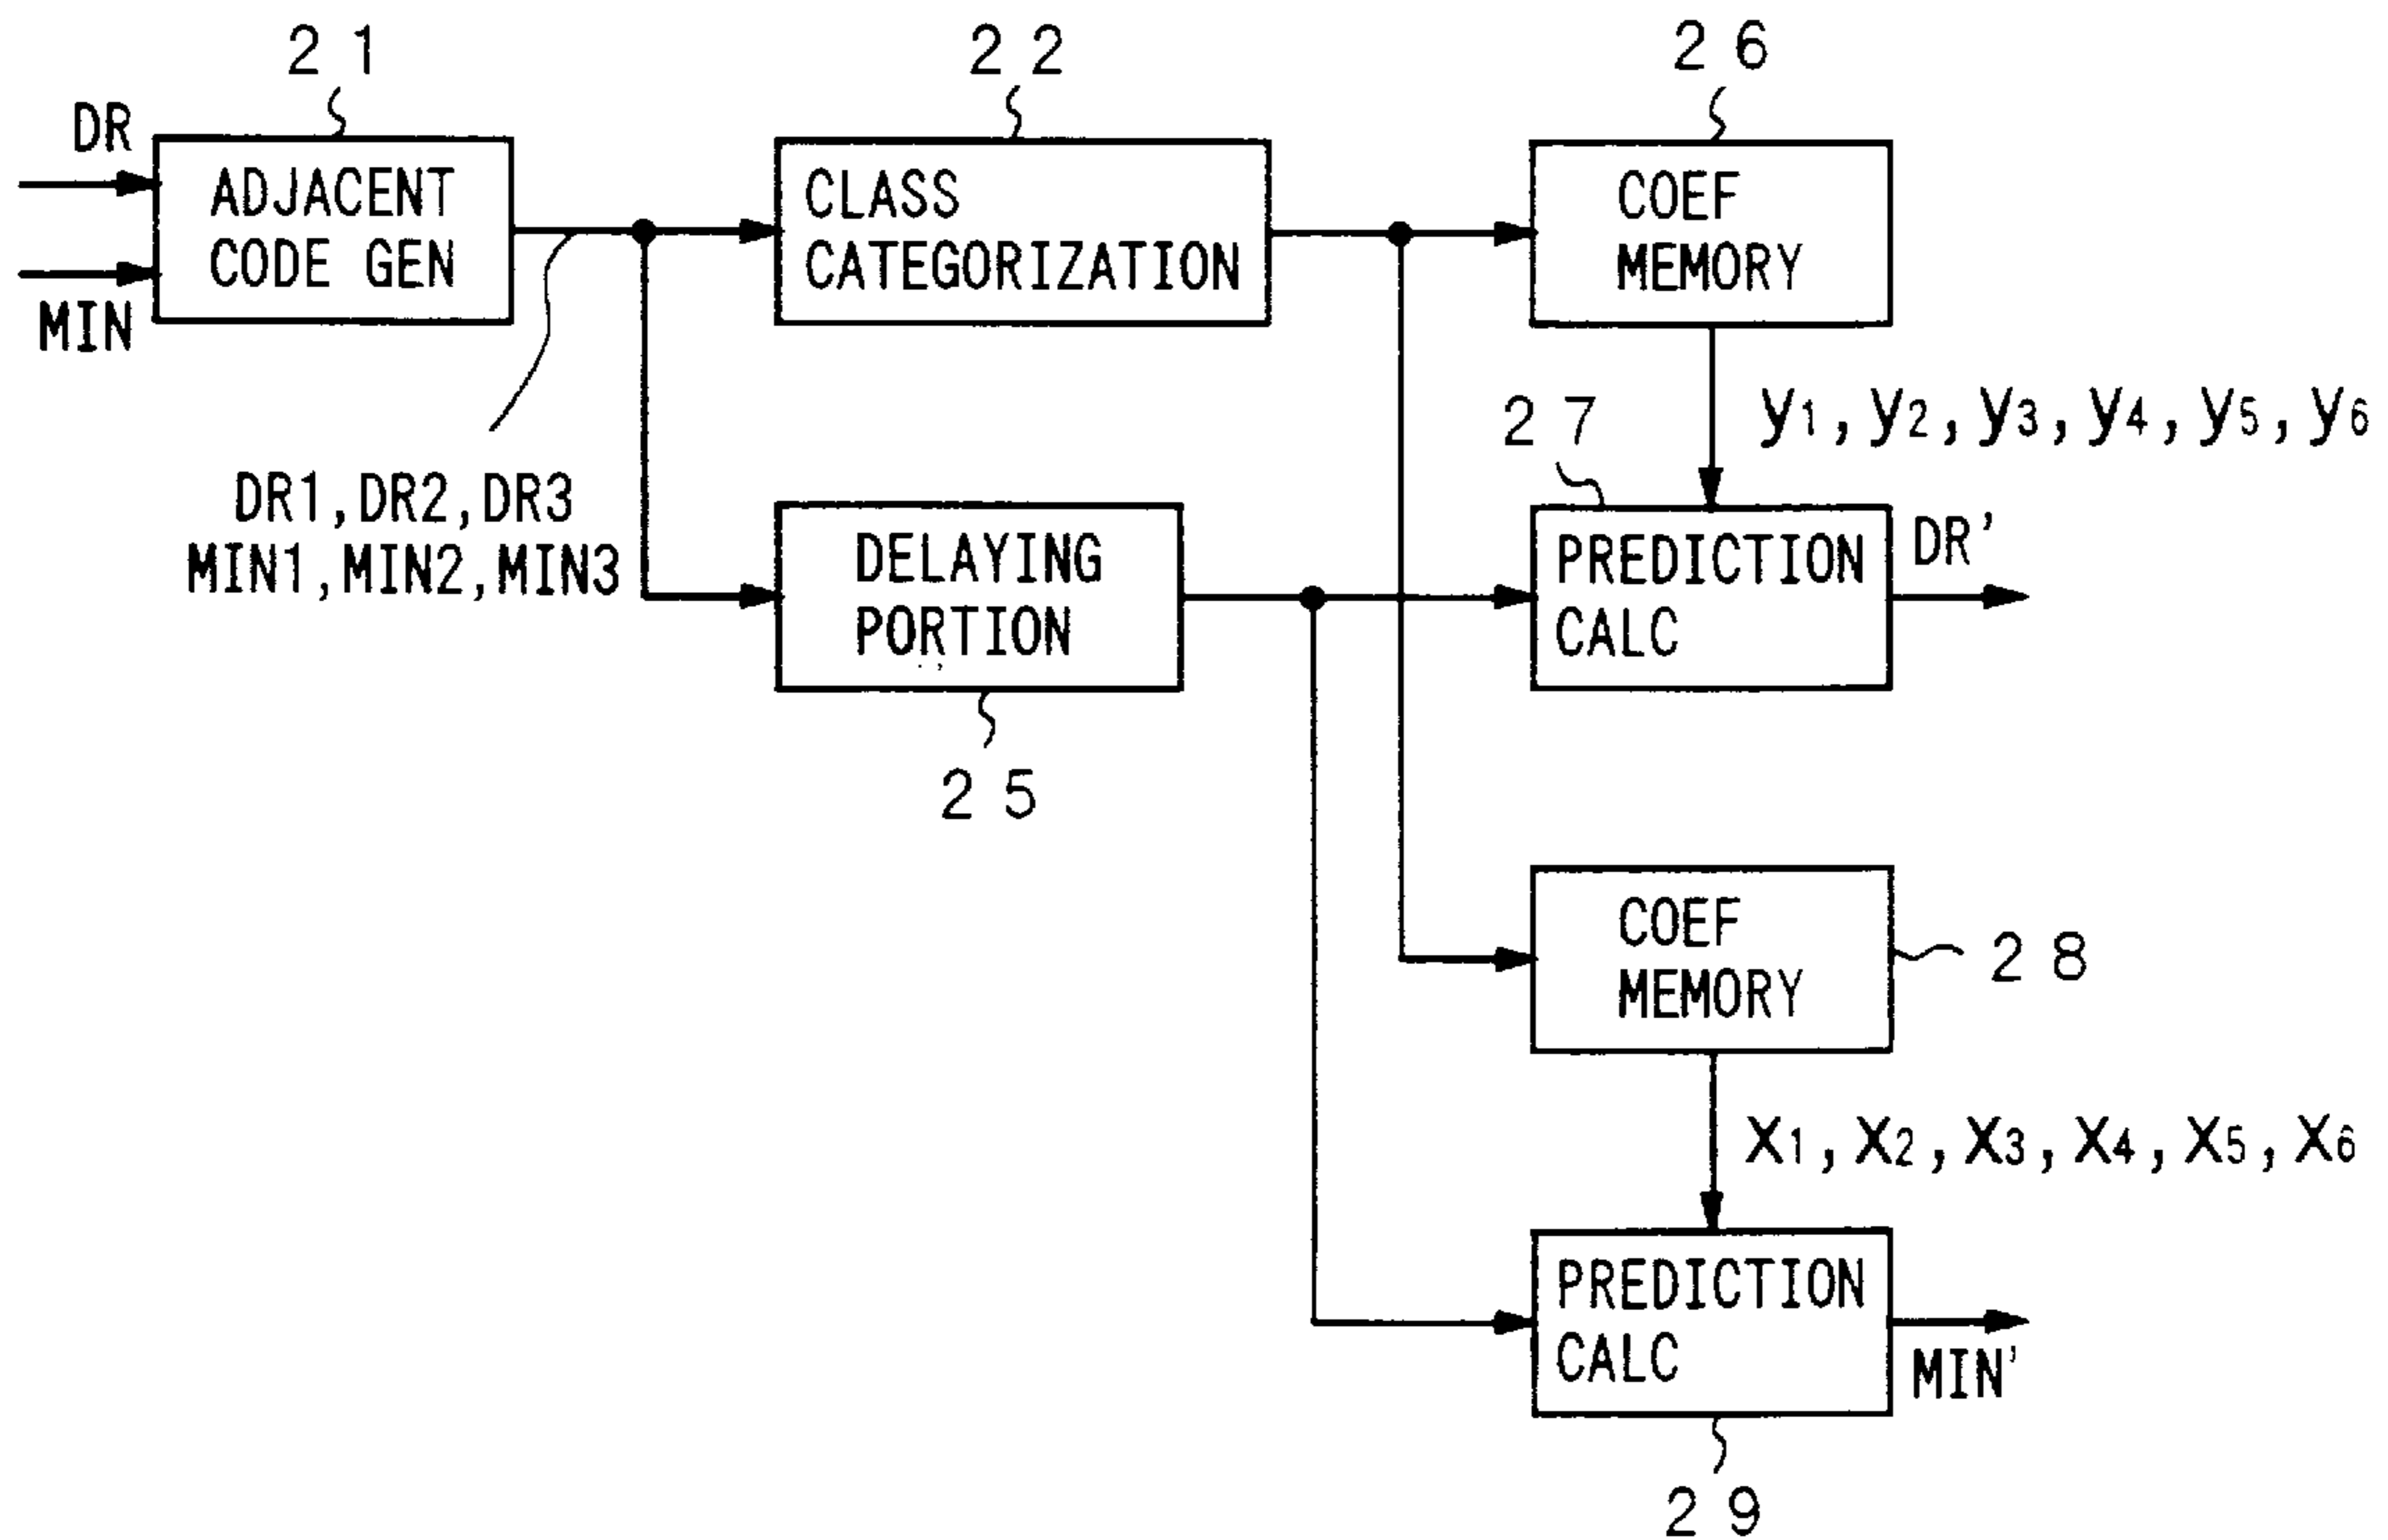 21
22
26
DR
MIN
ADJACENT
CODE GEN
CLASS
CATEGORIZATION
COEF
MEMORY
y1, y2, y3, y4, y5, y6
DR1, DR2, DR3
MIN1, MIN2, MIN3
DELAYING
PORTION
25
27
PREDICTION
CALC
DR'
COEF
MEMORY
28
x1, x2, x3, x4, x5, x6
PREDICTION
CALC
MIN'
29